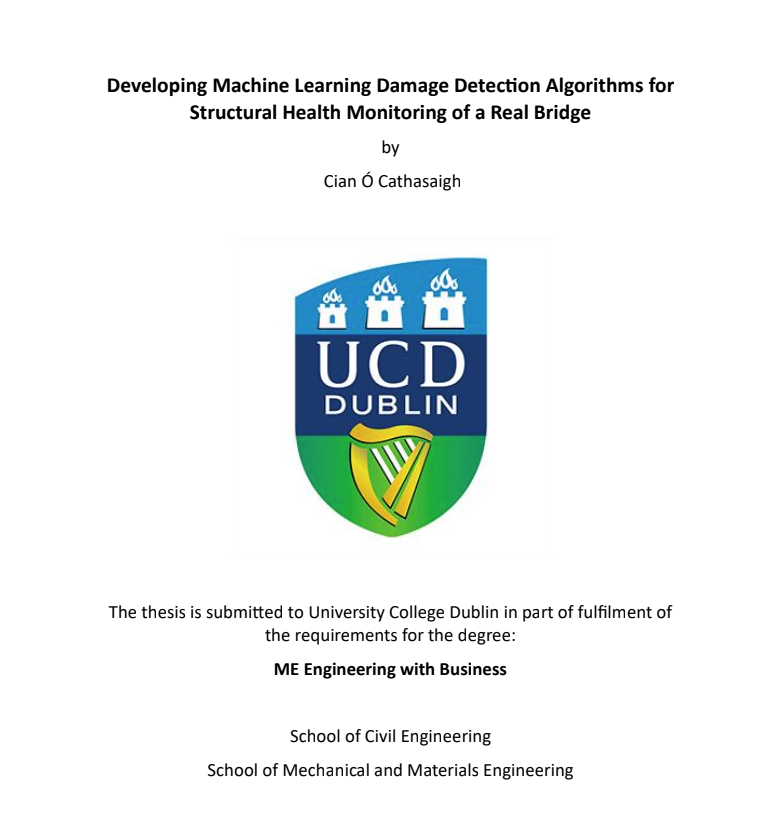 Developing Machine Learning Damage Detection Algorithms for
Structural Health Monitoring of a Real Bridge
by
Cian Ó Cathasaigh
UCD
DUBLIN
The thesis is submitted to University College Dublin in part of fulfilment of
the requirements for the degree:
ME Engineering with Business
School of Civil Engineering
School of Mechanical and Materials Engineering